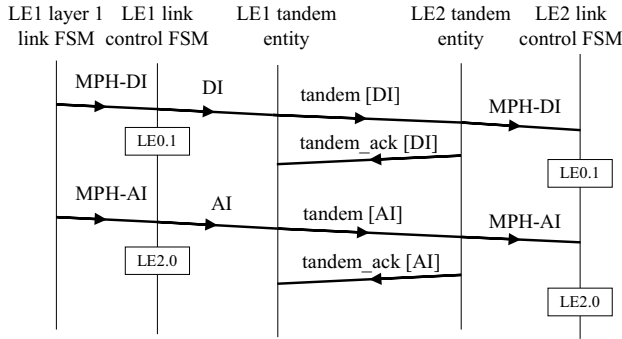 LE1 layer 1
link FSM
LE1 link
control FSM
LE1 tandem
entity
LE2 tandem
entity
LE2 link
control FSM
MPH-DI
DI
tandem [DI]
MPH-DI
LE0.1
tandem_ack [DI]
LE0.1
MPH-AI
AI
tandem [AI]
MPH-AI
LE2.0
tandem_ack [AI]
LE2.0